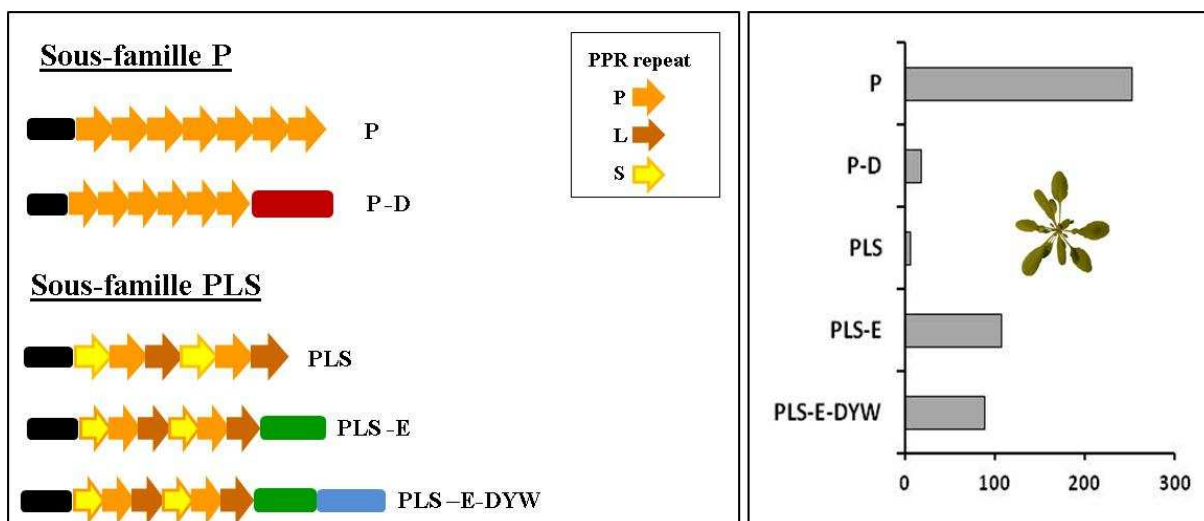 Sous-famille P
P
P-D
Sous-famille PLS
PLS
PLS-E
PLS-E-DYW
PPR repeat
P
L
S
P
P-D
PLS
PLS-E
PLS-E-DYW
0 100 200 300